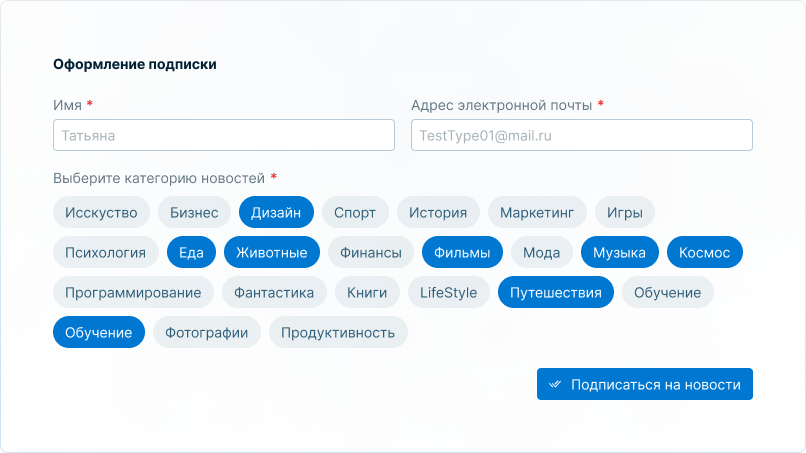 Оформление подписки
Имя * Адрес электронной почты *
Татьяна TestType01@mail.ru
Выберите категорию новостей *
Исскуство Бизнес Дизайн Спорт История Маркетинг Игры
Психология Еда Животные Финансы Фильмы Мода Музыка Космос
Программирование Фантастика Книги LifeStyle Путешествия Обучение
Обучение Фотографии Продуктивность
Подписаться на новости